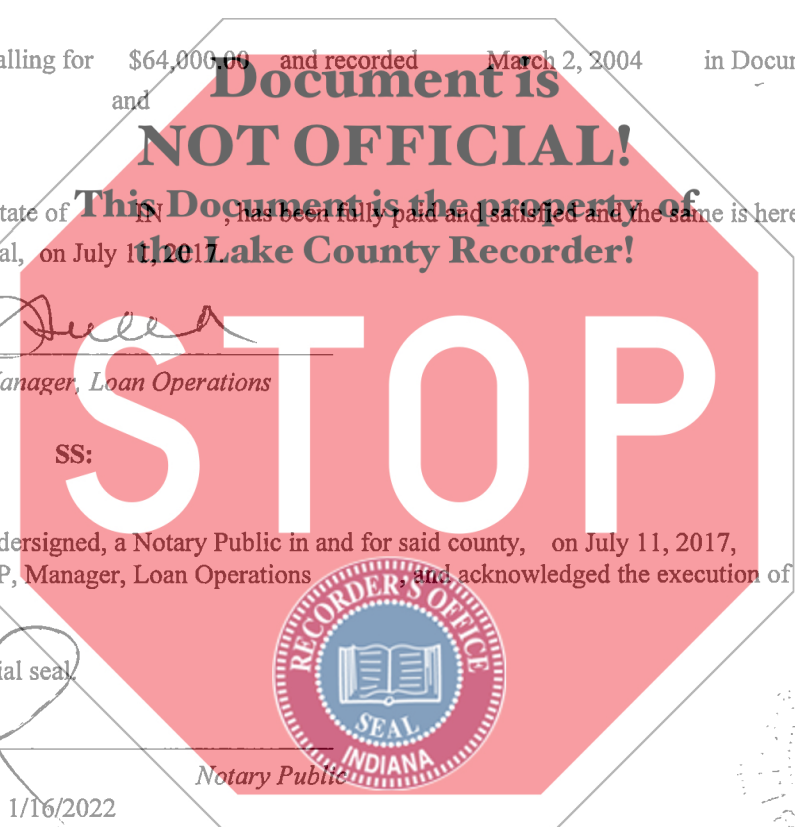 alling for $64,000.00 and recorded March 2, 2004 in Docum
Document is
and
NOT OFFICIAL!
This Document is the property of
tate of IN , has been fully paid and satisfied and the same is here
the Lake County Recorder!
al, on July 11, 2017.
anager, Loan Operations
STOP
SS:
dersigned, a Notary Public in and for said county, on July 11, 2017,
P, Manager, Loan Operations , and acknowledged the execution of
RECORDER'S OFFICE
ial seal.
SEAL
INDIANA
Notary Public
1/16/2022